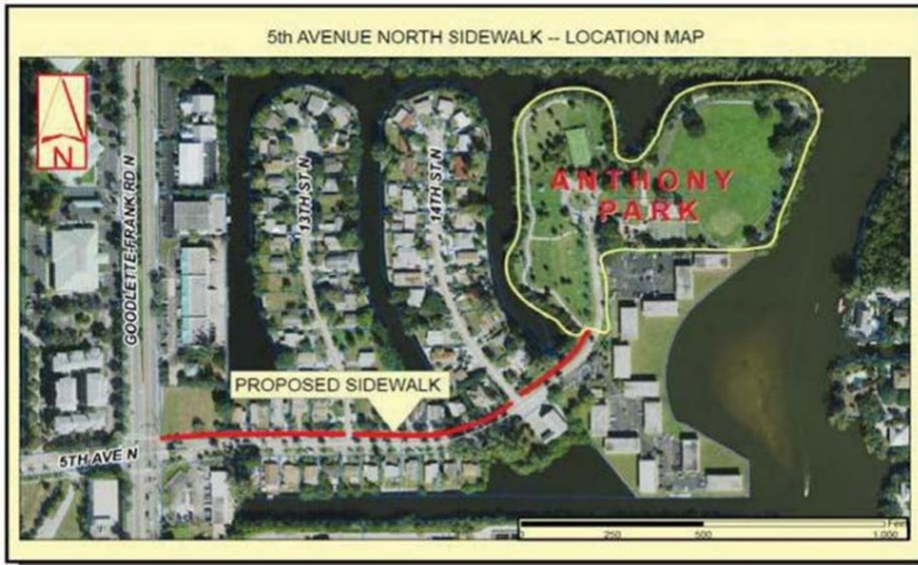 5th AVENUE NORTH SIDEWALK -- LOCATION MAP
N
GOODLETTE-FRANK RD N
13TH ST N
14TH ST N
ANTHONY
PARK
PROPOSED SIDEWALK
5TH AVE N
Feet
0 250 500 1,000